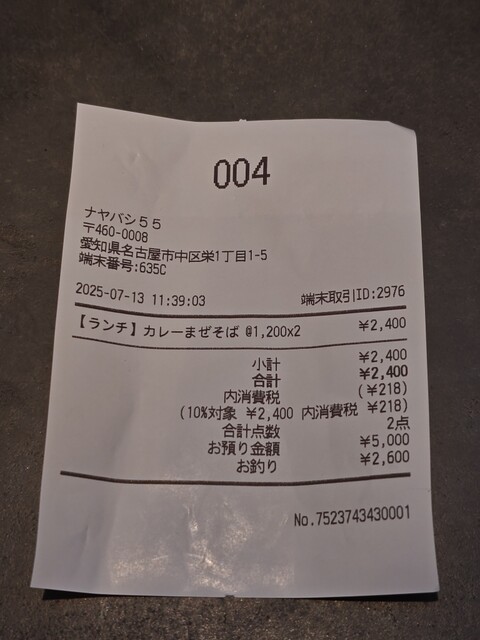 004
ナヤバシ５５
〒460-0008
愛知県名古屋市中区栄1丁目1-5
端末番号:635C
2025-07-13 11:39:03 端末取引ID:2976
【ランチ】カレーまぜそば @1,200x2 ¥2,400
小計 ¥2,400
合計 ¥2,400
内消費税 (¥218)
(10%対象 ¥2,400 内消費税 ¥218)
合計点数 2点
お預り金額 ¥5,000
お釣り ¥2,600
No.7523743430001